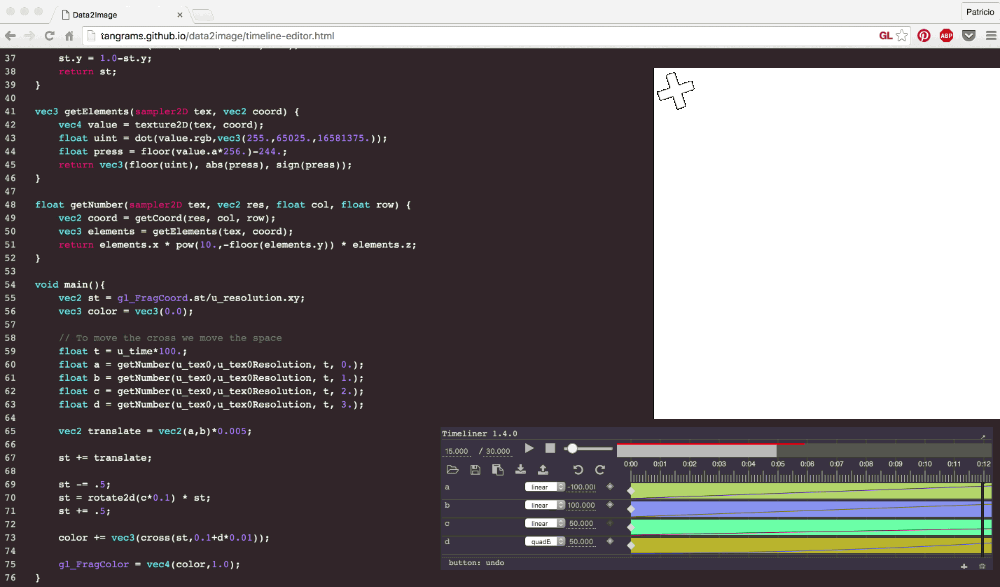 Data2Image
Patricio
tangrams.github.io/data2image/timeline-editor.html
GL
ABP
37 st.y = 1.0-st.y;
38 return st;
39 }
40
41 vec3 getElements(sampler2D tex, vec2 coord) {
42 vec4 value = texture2D(tex, coord);
43 float uint = dot(value.rgb,vec3(255.,65025.,16581375.));
44 float press = floor(value.a*256.)-244.;
45 return vec3(floor(uint), abs(press), sign(press));
46 }
47
48 float getNumber(sampler2D tex, vec2 res, float col, float row) {
49 vec2 coord = getCoord(res, col, row);
50 vec3 elements = getElements(tex, coord);
51 return elements.x * pow(10.,-floor(elements.y)) * elements.z;
52 }
53
54 void main(){
55 vec2 st = gl_FragCoord.st/u_resolution.xy;
56 vec3 color = vec3(0.0);
57
58 // To move the cross we move the space
59 float t = u_time*100.;
60 float a = getNumber(u_tex0,u_tex0Resolution, t, 0.);
61 float b = getNumber(u_tex0,u_tex0Resolution, t, 1.);
62 float c = getNumber(u_tex0,u_tex0Resolution, t, 2.);
63 float d = getNumber(u_tex0,u_tex0Resolution, t, 3.);
64
65 vec2 translate = vec2(a,b)*0.005;
66
67 st += translate;
68
69 st -= .5;
70 st = rotate2d(c*0.1) * st;
71 st += .5;
72
73 color += vec3(cross(st,0.1+d*0.01));
74
75 gl_FragColor = vec4(color,1.0);
76 }
Timeliner 1.4.0
15.000 / 30.000
0:00 0:01 0:02 0:03 0:04 0:05 0:06 0:07 0:08 0:09 0:10 0:11 0:12
a linear -100.00
b linear 100.000
c linear 50.000
d quadE 50.000
button: undo